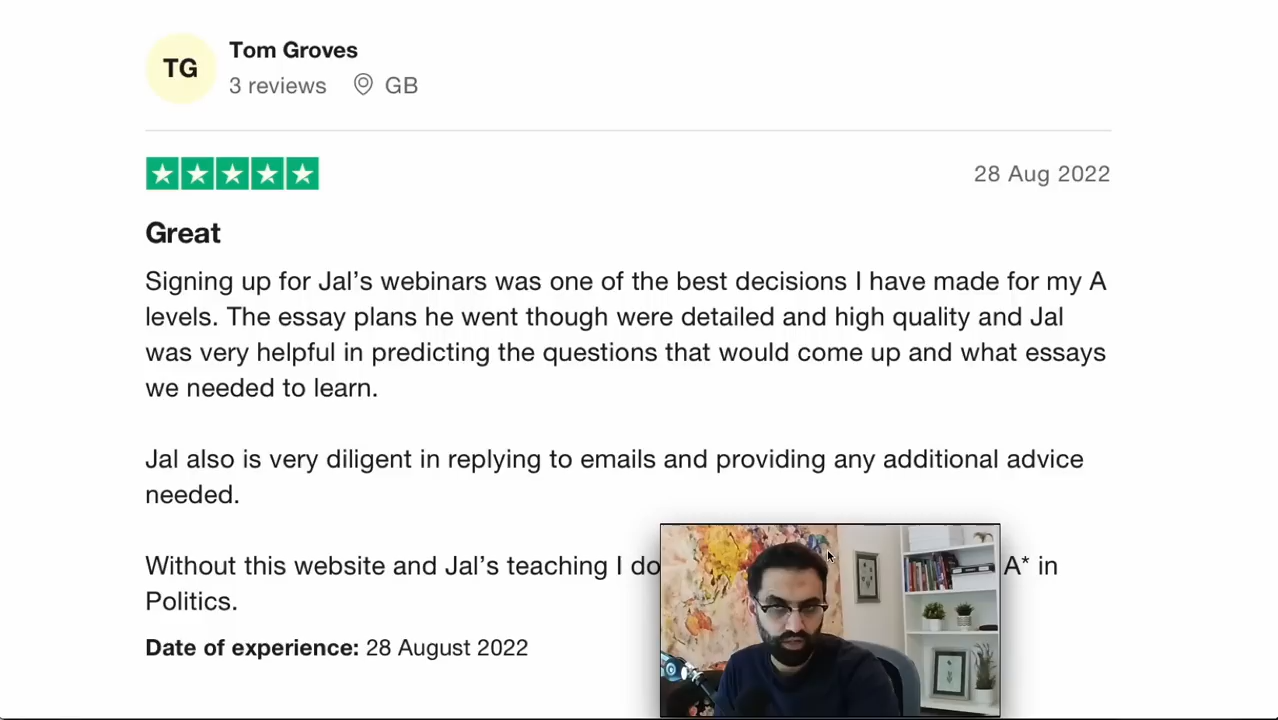 TG
Tom Groves
3 reviews GB
28 Aug 2022
Great
Signing up for Jal’s webinars was one of the best decisions I have made for my A
levels. The essay plans he went though were detailed and high quality and Jal
was very helpful in predicting the questions that would come up and what essays
we needed to learn.
Jal also is very diligent in replying to emails and providing any additional advice
needed.
Without this website and Jal’s teaching I do A* in
Politics.
Date of experience: 28 August 2022